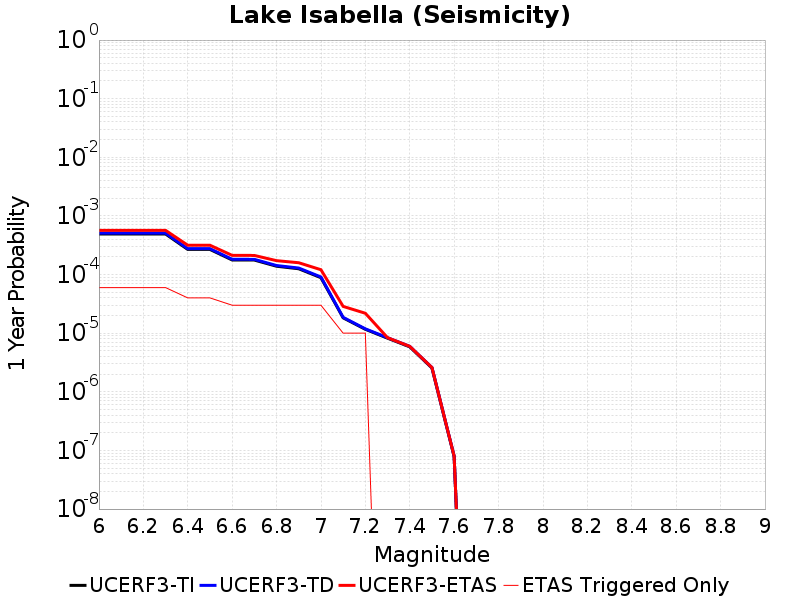 Lake Isabella (Seismicity)
1 Year Probability
10^0
10^-1
10^-2
10^-3
10^-4
10^-5
10^-6
10^-7
10^-8
6 6.2 6.4 6.6 6.8 7 7.2 7.4 7.6 7.8 8 8.2 8.4 8.6 8.8 9
Magnitude
UCERF3-TI UCERF3-TD UCERF3-ETAS ETAS Triggered Only